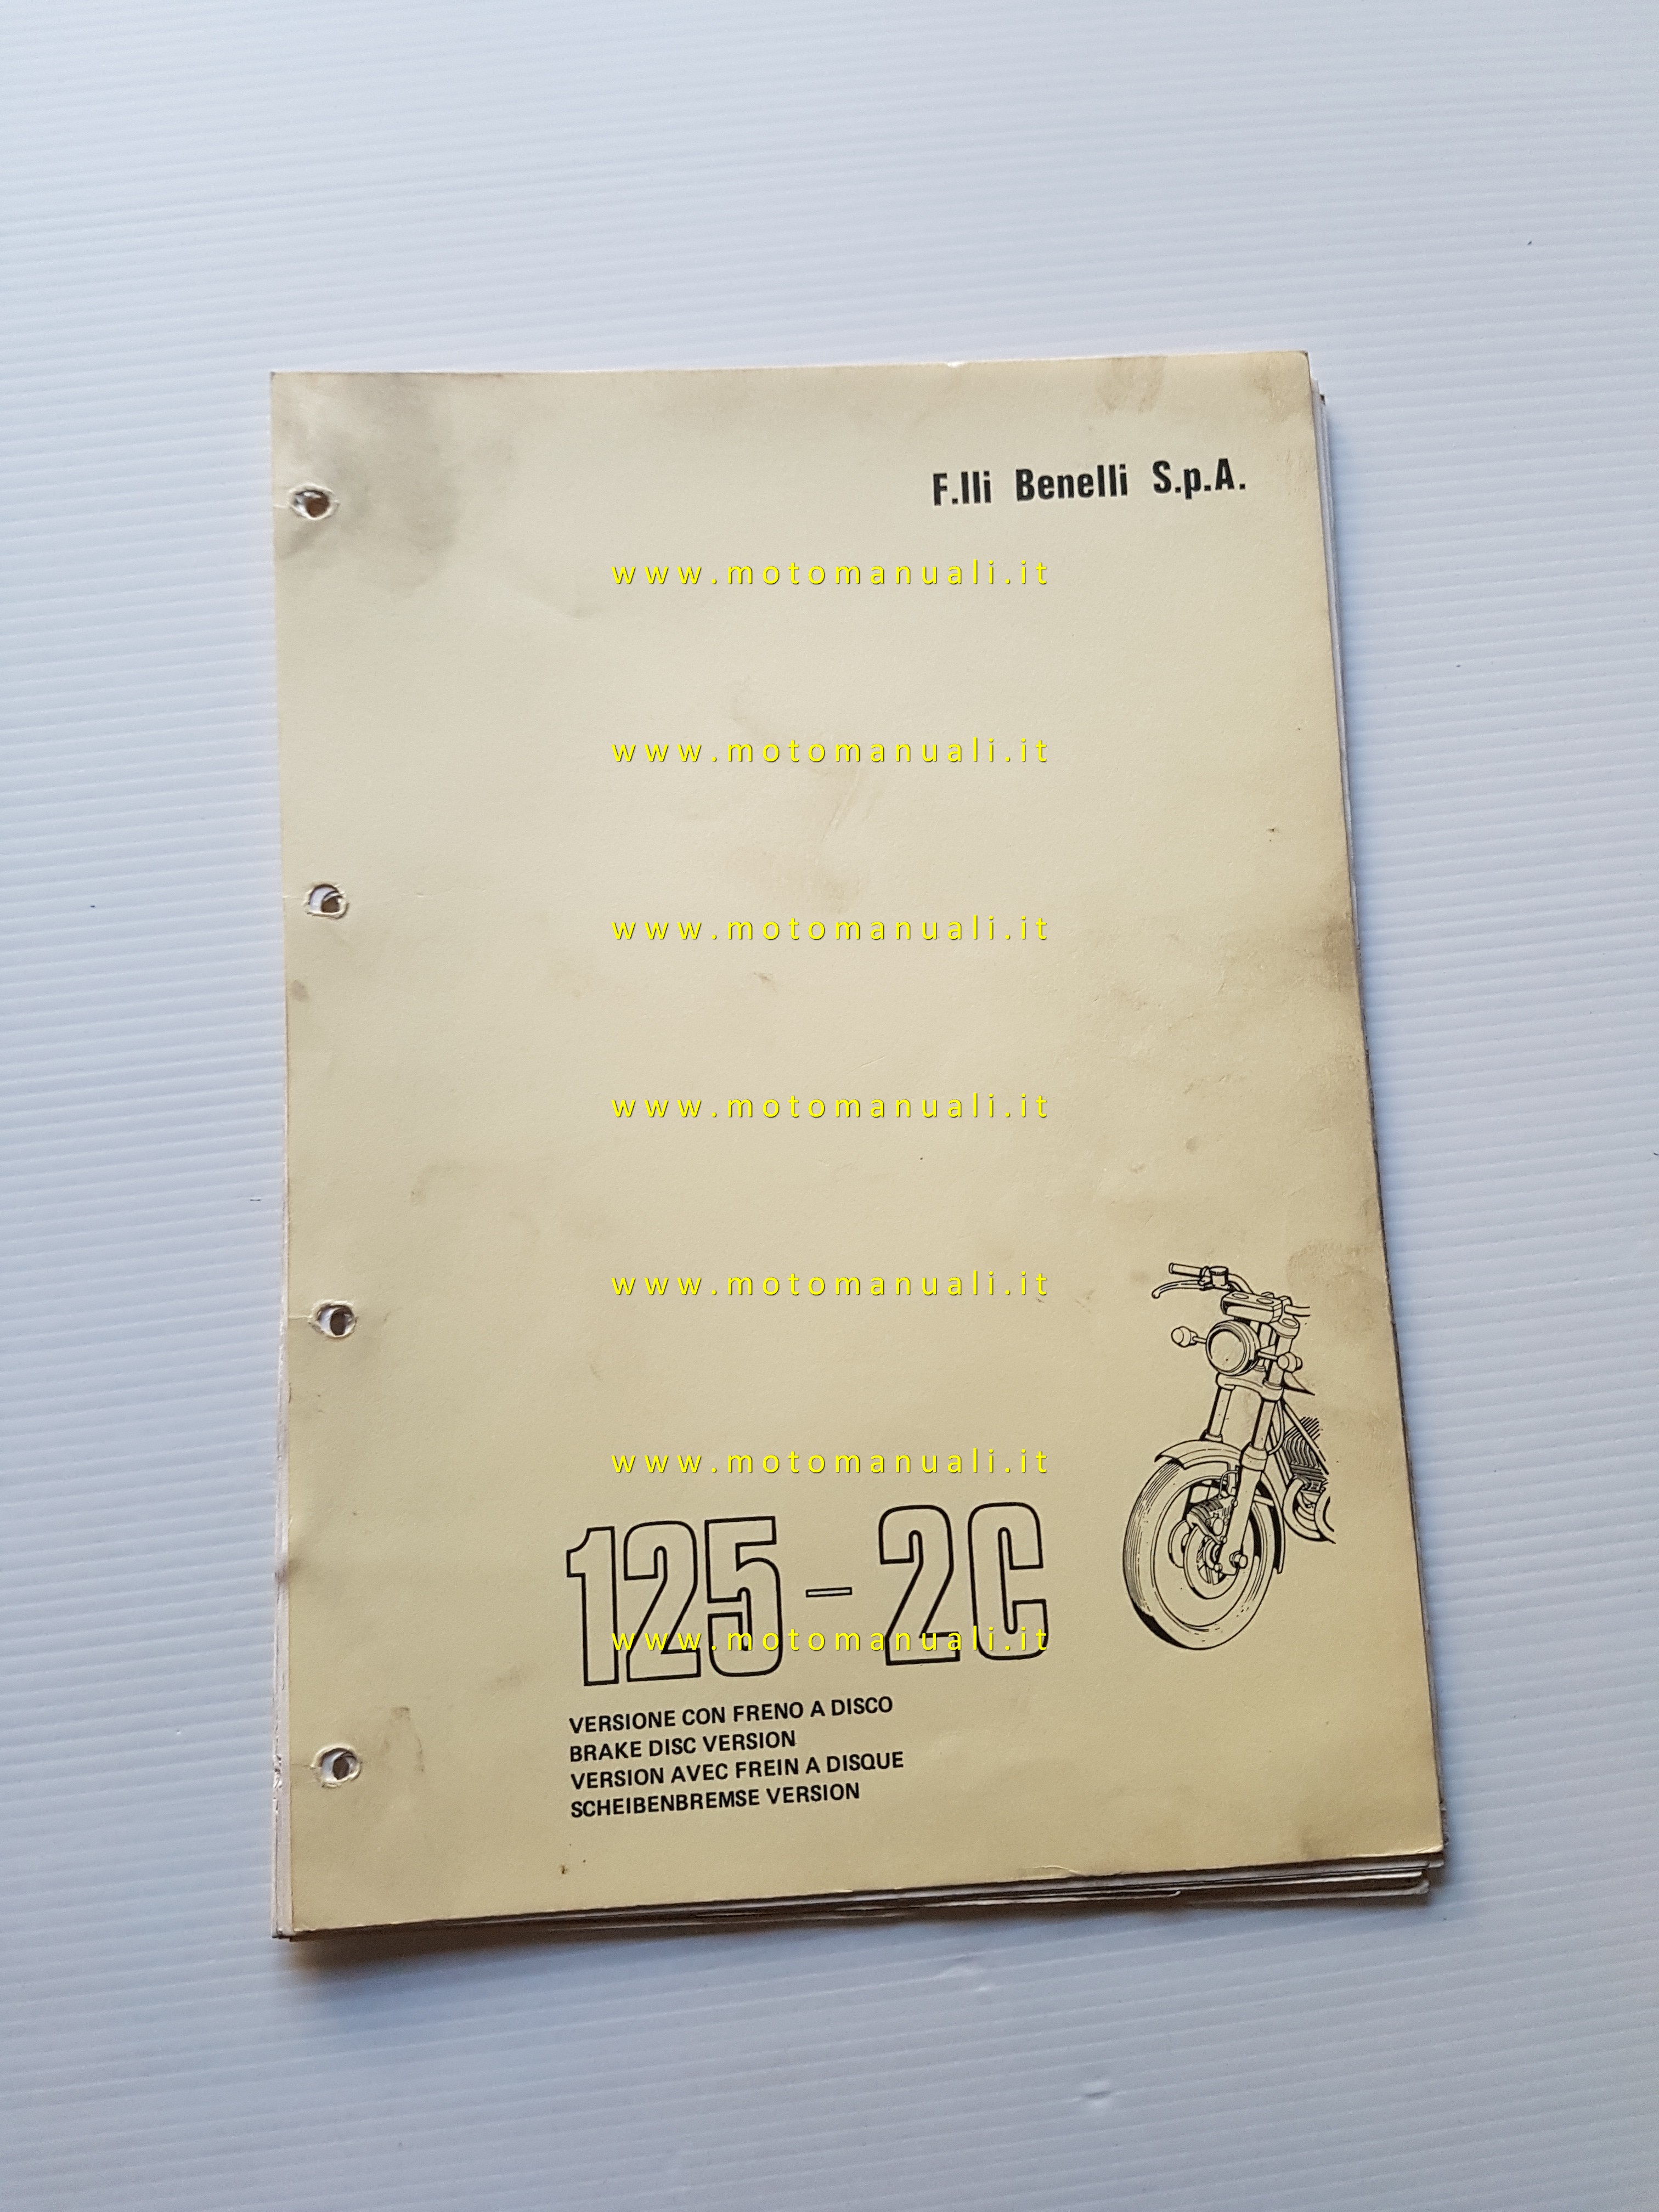 F.lli Benelli S.p.A.
www.motomanuali.it
www.motomanuali.it
www.motomanuali.it
www.motomanuali.it
www.motomanuali.it
www.motomanuali.it
125-2C
www.motomanuali.it
VERSIONE CON FRENO A DISCO
BRAKE DISC VERSION
VERSION AVEC FREIN A DISQUE
SCHEIBENBREMSE VERSION